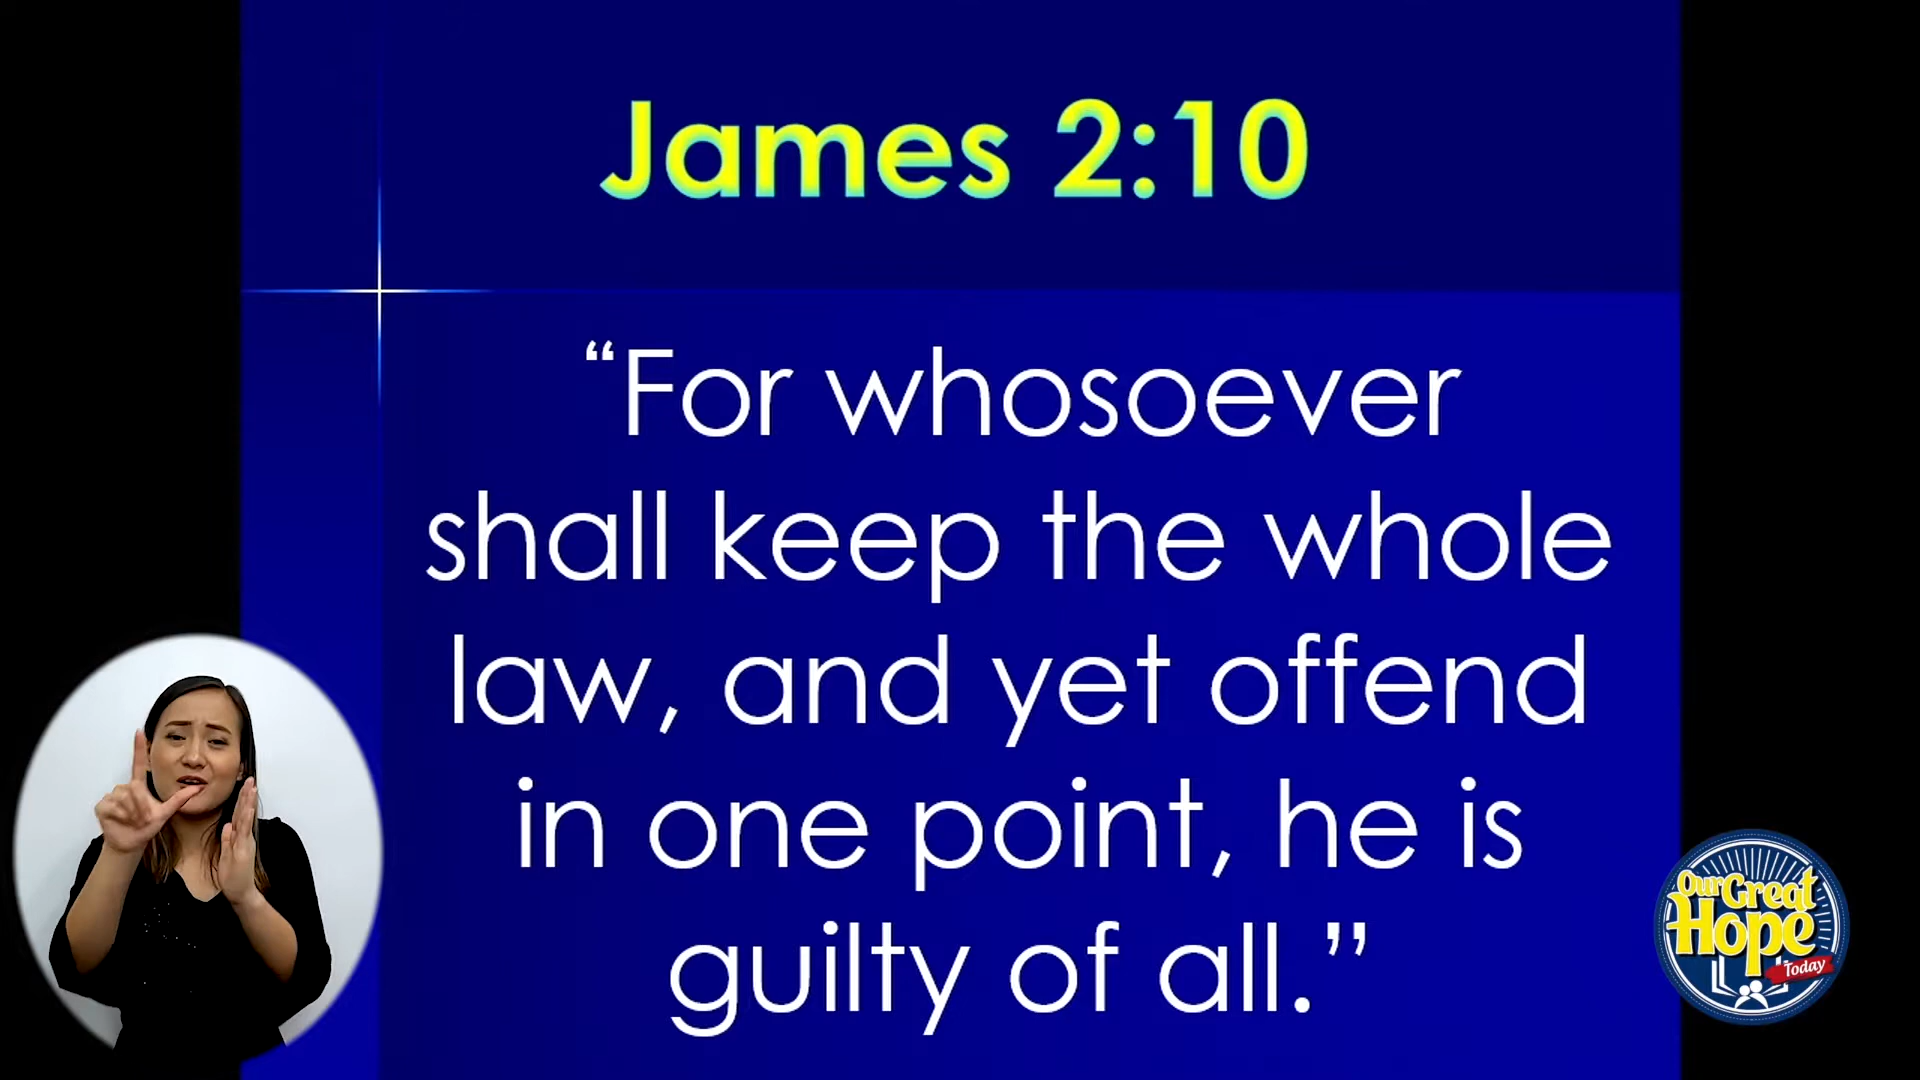 James 2:10
“For whosoever
shall keep the whole
law, and yet offend
in one point, he is
guilty of all.”
Our Great
Hope
Today